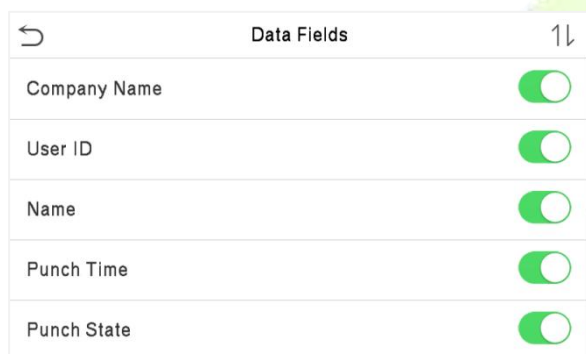 Data Fields
Company Name
User ID
Name
Punch Time
Punch State